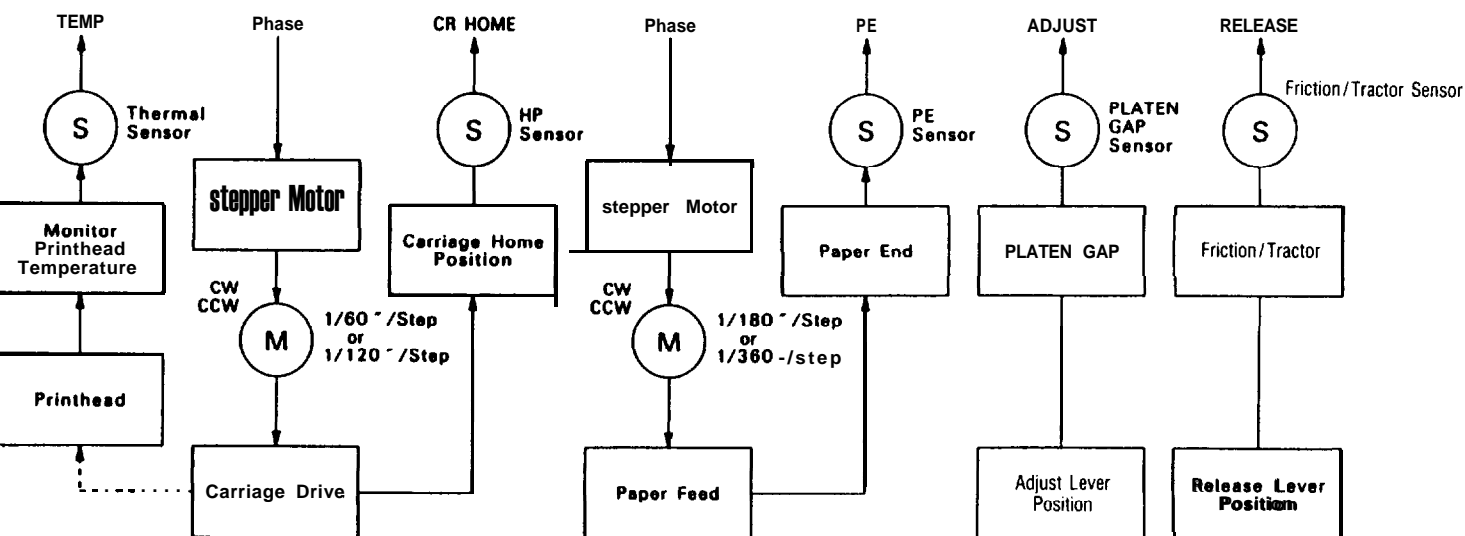 TEMP
Phase
CR HOME
Phase
PE
ADJUST
RELEASE
S
Thermal
Sensor
S
HP
Sensor
S
PE
Sensor
S
PLATEN
GAP
Sensor
S
Friction/Tractor Sensor
stepper Motor
stepper Motor
Monitor
Printhead
Temperature
Carriage Home
Position
Paper End
PLATEN GAP
Friction/Tractor
CW
CCW
M
1/60 "/Step
or
1/120 "/Step
CW
CCW
M
1/180 "/Step
or
1/360 -/step
Printhead
Carriage Drive
Paper Feed
Adjust Lever
Position
Release Lever
Position